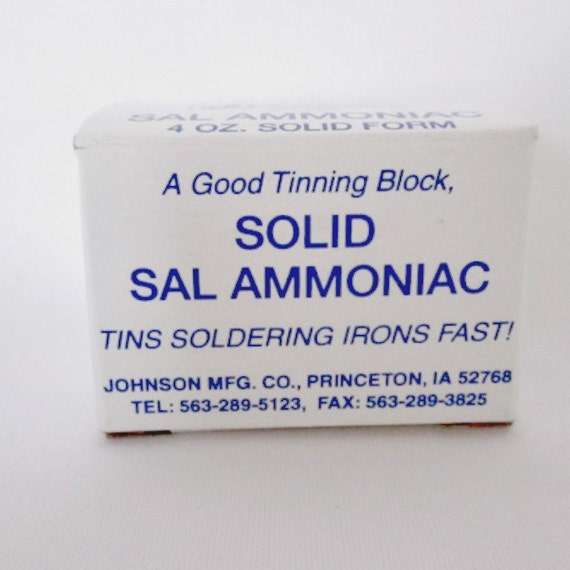 SAL AMMONIAC
4 OZ. SOLID FORM
A Good Tinning Block,
SOLID
SAL AMMONIAC
TINS SOLDERING IRONS FAST!
JOHNSON MFG. CO., PRINCETON, IA 52768
TEL: 563-289-5123, FAX: 563-289-3825